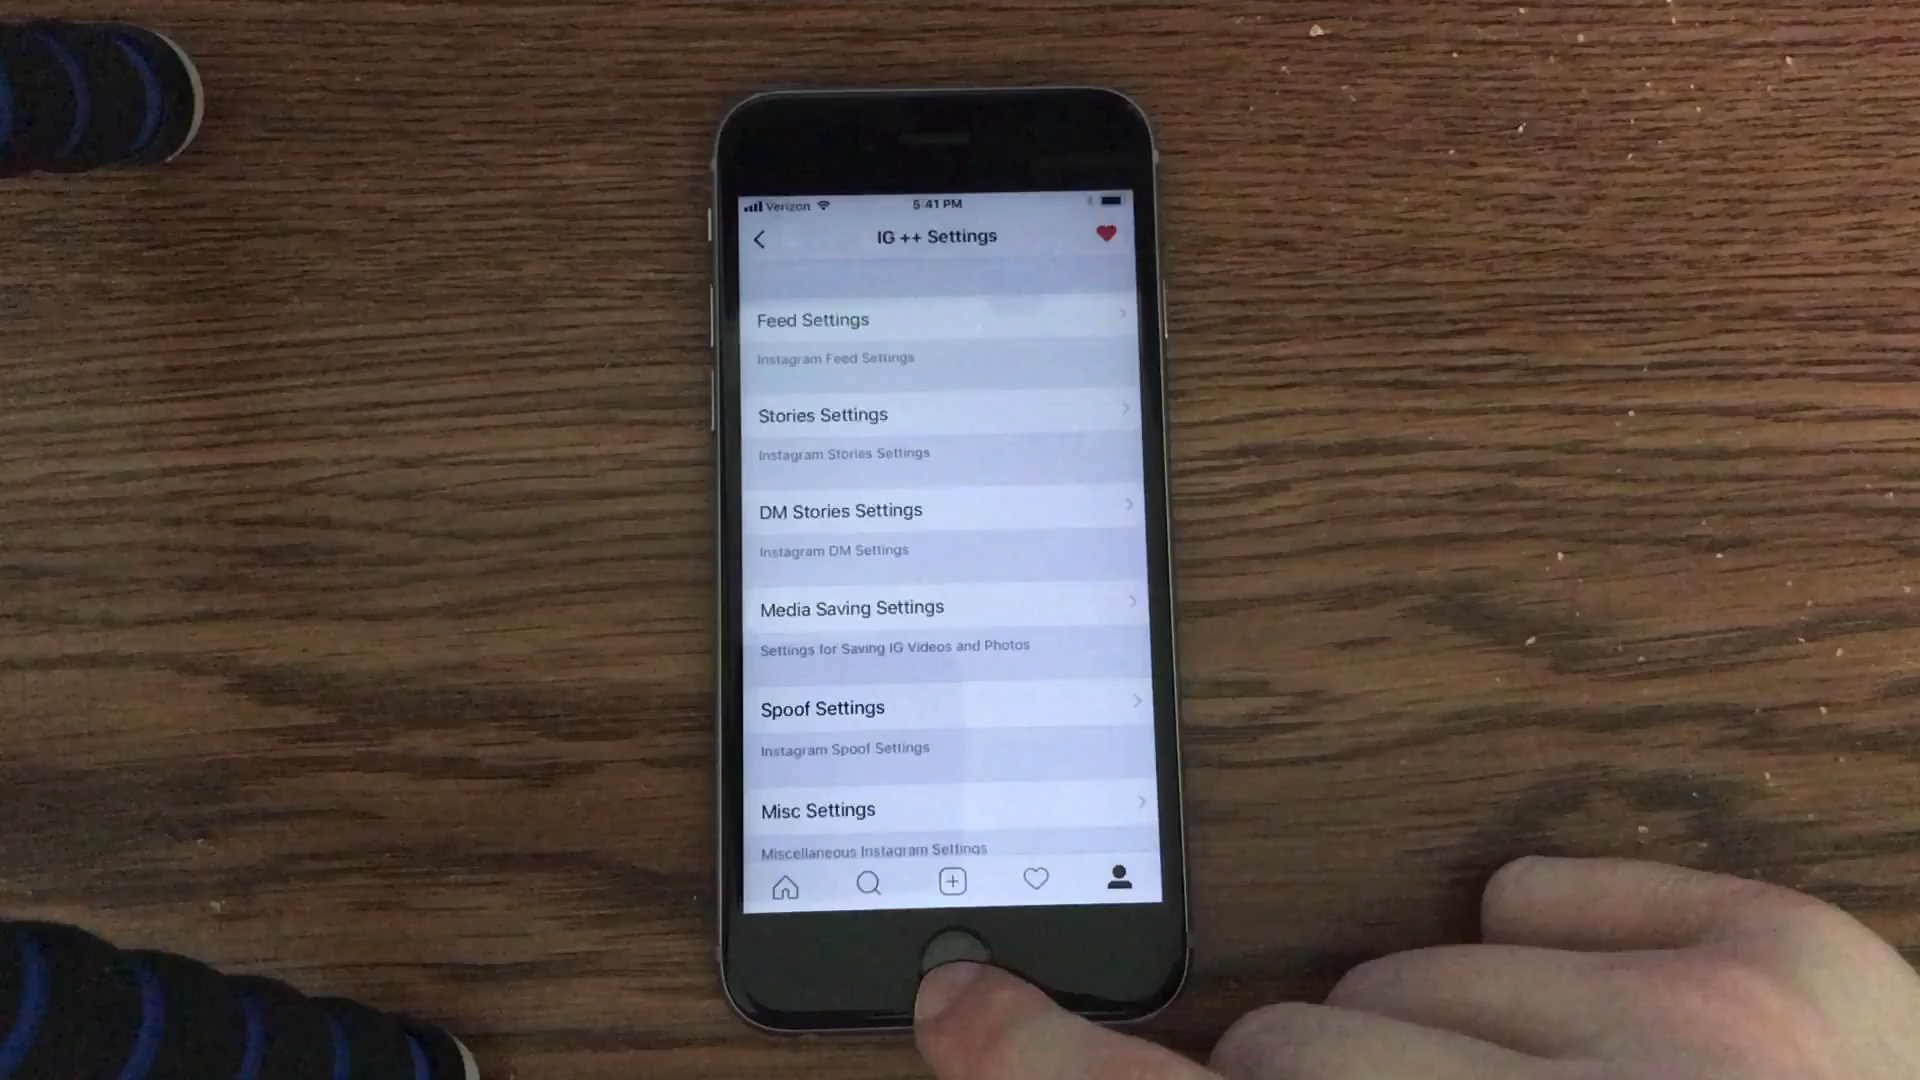 Verizon 5:41 PM
IG ++ Settings
Feed Settings
Instagram Feed Settings
Stories Settings
Instagram Stories Settings
DM Stories Settings
Instagram DM Settings
Media Saving Settings
Settings for Saving IG Videos and Photos
Spoof Settings
Instagram Spoof Settings
Misc Settings
Miscellaneous Instagram Settings